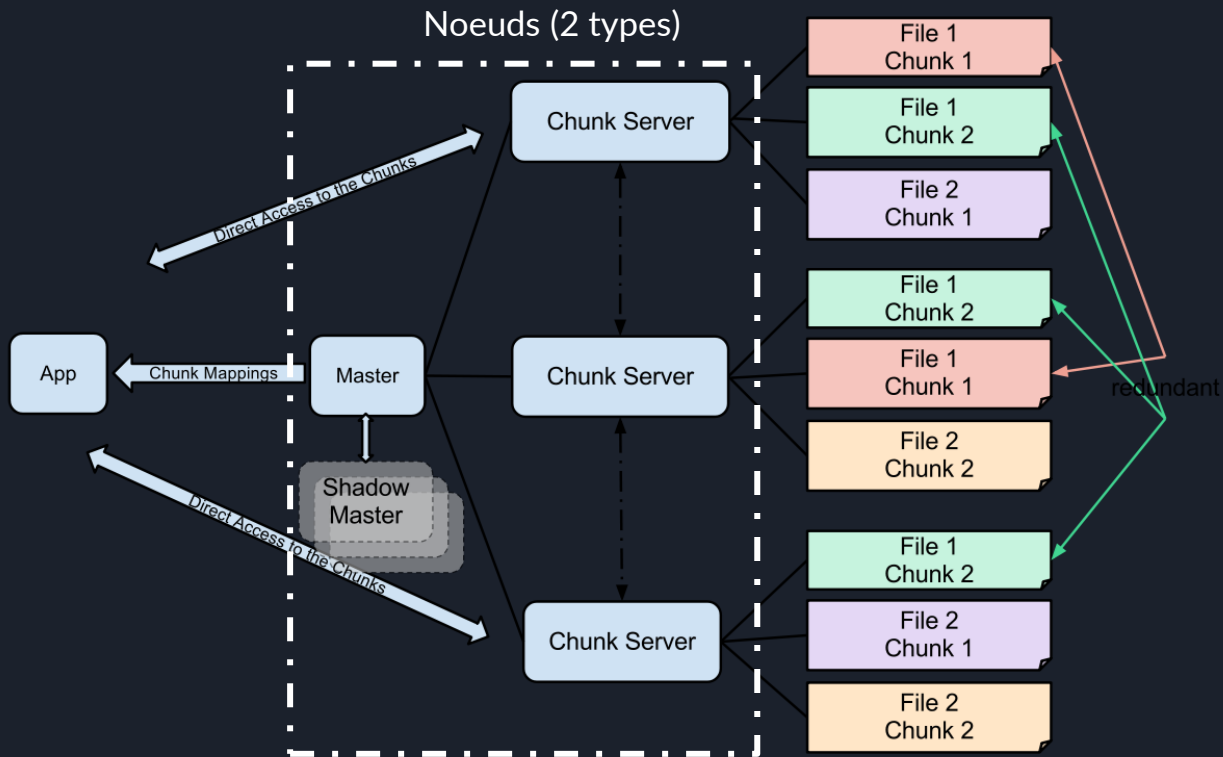 Noeuds (2 types)
File 1
Chunk 1
Chunk Server
File 1
Chunk 2
Direct Access to the Chunks
File 2
Chunk 1
File 1
Chunk 2
App
Chunk Mappings
Master
Chunk Server
File 1
Chunk 1
redundant
File 2
Chunk 2
Shadow
Master
Direct Access to the Chunks
File 1
Chunk 2
Chunk Server
File 2
Chunk 1
File 2
Chunk 2